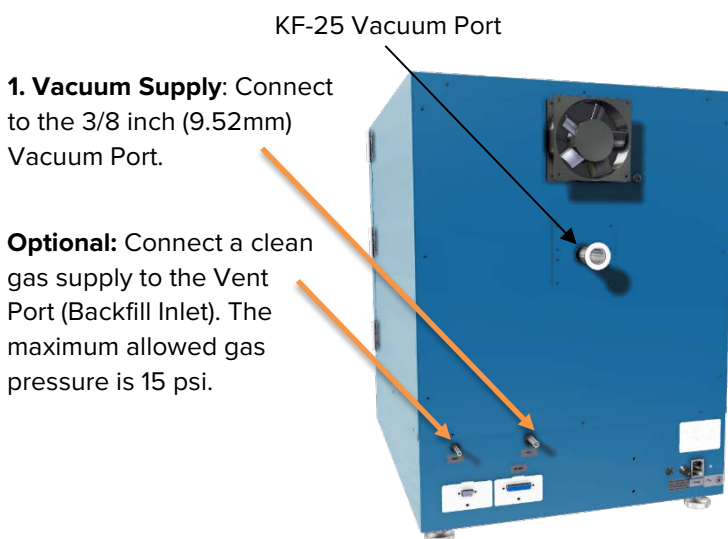 KF-25 Vacuum Port
1. Vacuum Supply: Connect
to the 3/8 inch (9.52mm)
Vacuum Port.
Optional: Connect a clean
gas supply to the Vent
Port (Backfill Inlet). The
maximum allowed gas
pressure is 15 psi.